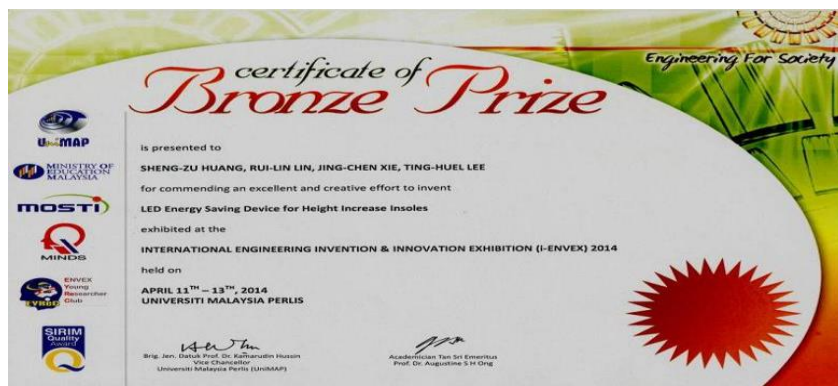 Engineering For Society
certificate of
Bronze Prize
UniMAP
MINISTRY OF
EDUCATION
MALAYSIA
MOSTI
MINDS
ENVEX
Young
Researcher
Club
EYReC
SIRIM
Quality
Award
is presented to
SHENG-ZU HUANG, RUI-LIN LIN, JING-CHEN XIE, TING-HUEL LEE
for commending an excellent and creative effort to invent
LED Energy Saving Device for Height Increase Insoles
exhibited at the
INTERNATIONAL ENGINEERING INVENTION & INNOVATION EXHIBITION (i-ENVEX) 2014
held on
APRIL 11TH – 13TH, 2014
UNIVERSITI MALAYSIA PERLIS
Brig. Jen. Datuk Prof. Dr. Kamarudin Hussin
Vice Chancellor
Universiti Malaysia Perlis (UniMAP)
Academician Tan Sri Emeritus
Prof. Dr. Augustine S H Ong